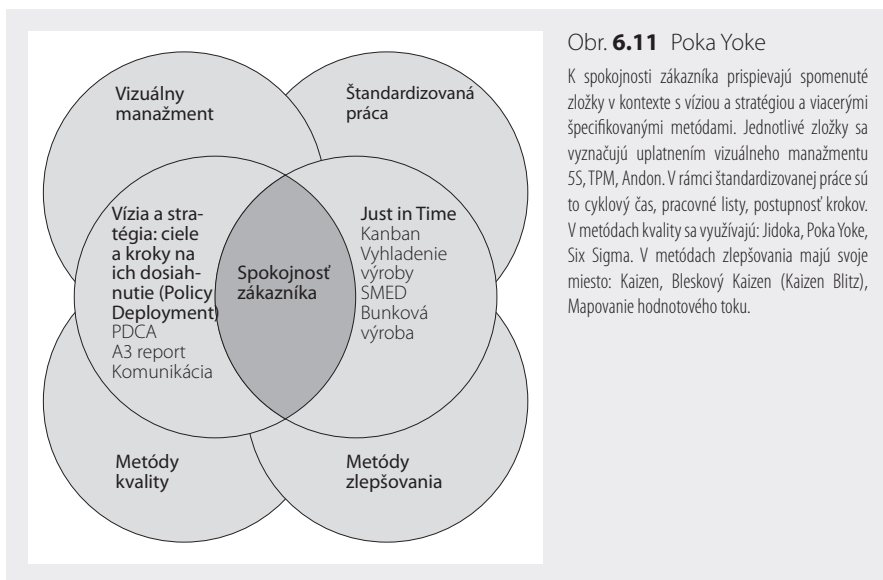 Vizuálny
manažment
Štandardizovaná
práca
Vízia a stra-
tégia: ciele
a kroky na
ich dosiah-
nutie (Policy
Deployment)
PDCA
A3 report
Komunikácia
Spokojnosť
zákazníka
Just in Time
Kanban
Vyhladenie
výroby
SMED
Bunková
výroba
Metódy
kvality
Metódy
zlepšovania
Obr. 6.11 Poka Yoke
K spokojnosti zákazníka prispievajú spomenuté
zložky v kontexte s víziou a stratégiou a viacerými
špecifikovanými metódami. Jednotlivé zložky sa
vyznačujú uplatnením vizuálneho manažmentu
5S, TPM, Andon. V rámci štandardizovanej práce sú
to cyklový čas, pracovné listy, postupnosť krokov.
V metódach kvality sa využívajú: Jidoka, Poka Yoke,
Six Sigma. V metódach zlepšovania majú svoje
miesto: Kaizen, Bleskový Kaizen (Kaizen Blitz),
Mapovanie hodnotového toku.